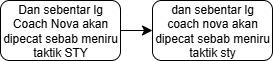 Dan sebentar lg
Coach Nova akan
dipecat sebab meniru
taktik STY
dan sebentar lg
coach nova akan
dipecat sebab meniru
taktik sty